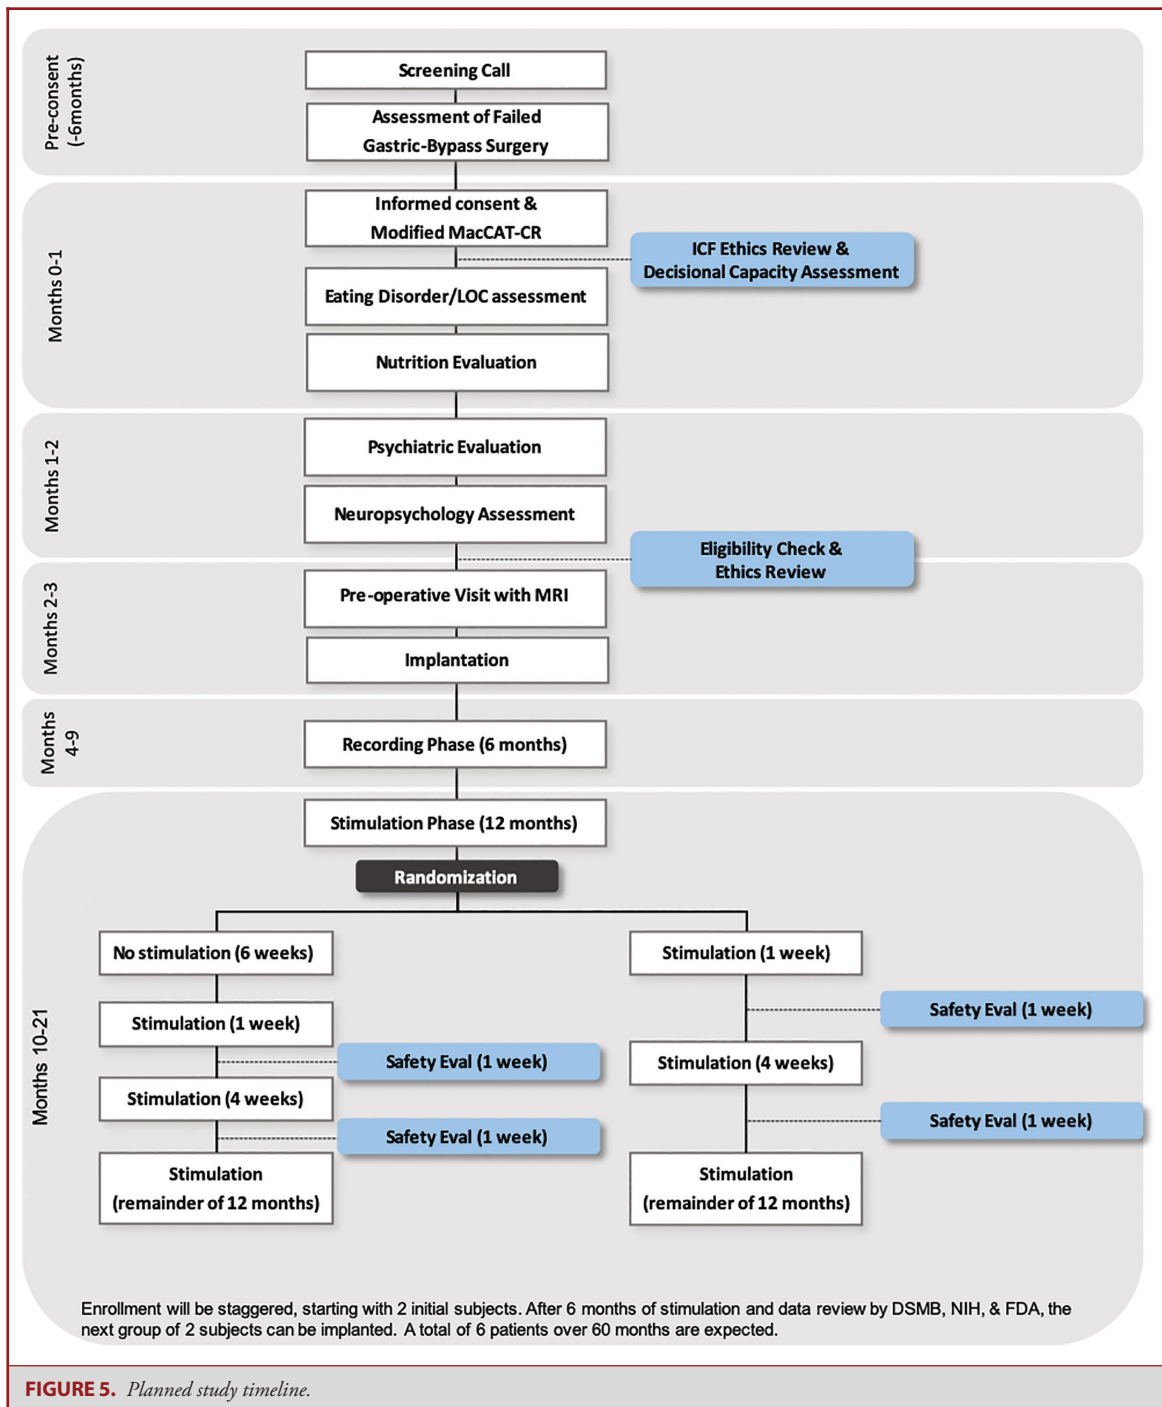 Pre-consent
(-6months)
Screening Call
Assessment of Failed
Gastric-Bypass Surgery
Months 0-1
Informed consent &
Modified MacCAT-CR
ICF Ethics Review &
Decisional Capacity Assessment
Eating Disorder/LOC assessment
Nutrition Evaluation
Months 1-2
Psychiatric Evaluation
Neuropsychology Assessment
Eligibility Check &
Ethics Review
Months 2-3
Pre-operative Visit with MRI
Implantation
Months
4-9
Recording Phase (6 months)
Months 10-21
Stimulation Phase (12 months)
Randomization
No stimulation (6 weeks)
Stimulation (1 week)
Safety Eval (1 week)
Stimulation (4 weeks)
Safety Eval (1 week)
Stimulation
(remainder of 12 months)
Stimulation (1 week)
Safety Eval (1 week)
Stimulation (4 weeks)
Safety Eval (1 week)
Stimulation
(remainder of 12 months)
Enrollment will be staggered, starting with 2 initial subjects. After 6 months of stimulation and data review by DSMB, NIH, & FDA, the
next group of 2 subjects can be implanted. A total of 6 patients over 60 months are expected.
FIGURE 5. Planned study timeline.